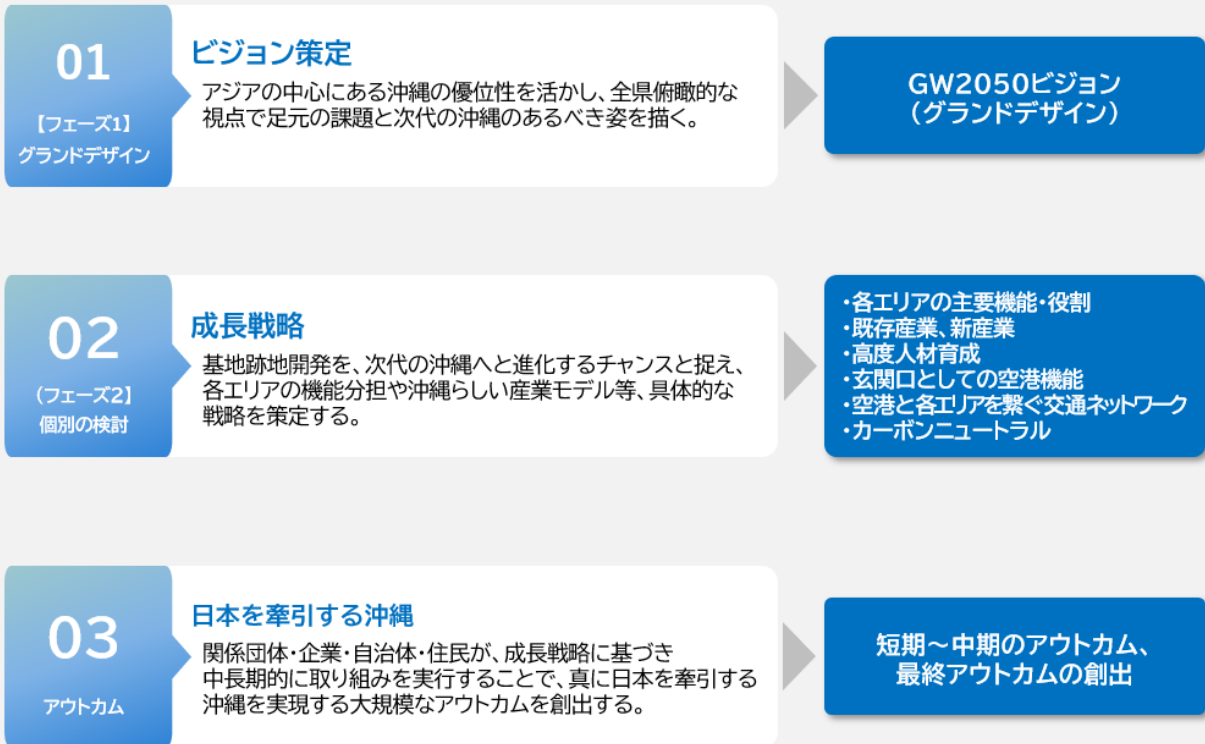 01
【フェーズ1】
グランドデザイン
ビジョン策定
アジアの中心にある沖縄の優位性を活かし、全県俯瞰的な
視点で足元の課題と次代の沖縄のあるべき姿を描く。
GW2050ビジョン
（グランドデザイン）
02
(フェーズ2】
個別の検討
成長戦略
基地跡地開発を、次代の沖縄へと進化するチャンスと捉え、
各エリアの機能分担や沖縄らしい産業モデル等、具体的な
戦略を策定する。
・各エリアの主要機能・役割
・既存産業、新産業
・高度人材育成
・玄関口としての空港機能
・空港と各エリアを繋ぐ交通ネットワーク
・カーボンニュートラル
03
アウトカム
日本を牽引する沖縄
関係団体・企業・自治体・住民が、成長戦略に基づき
中長期的に取り組みを実行することで、真に日本を牽引する
沖縄を実現する大規模なアウトカムを創出する。
短期～中期のアウトカム、
最終アウトカムの創出